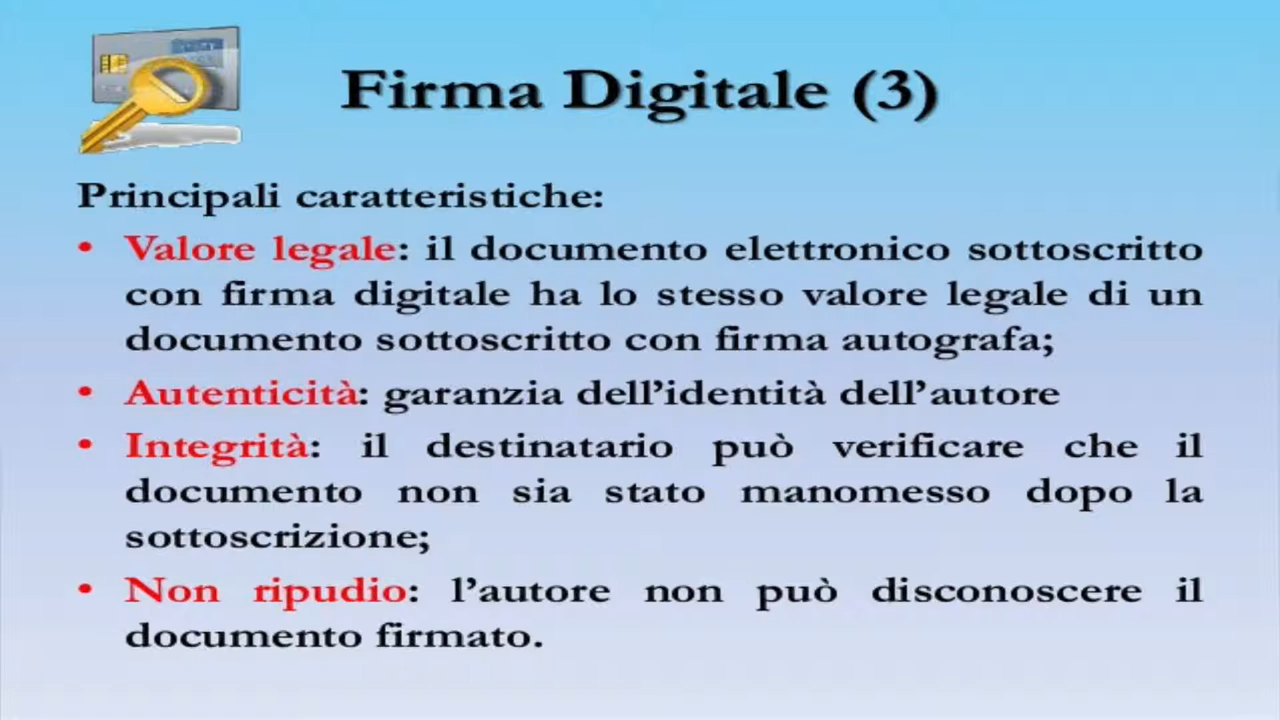 Firma Digitale (3)
Principali caratteristiche:
• Valore legale: il documento elettronico sottoscritto
con firma digitale ha lo stesso valore legale di un
documento sottoscritto con firma autografa;
• Autenticità: garanzia dell’identità dell’autore
• Integrità: il destinatario può verificare che il
documento non sia stato manomesso dopo la
sottoscrizione;
• Non ripudio: l’autore non può disconoscere il
documento firmato.